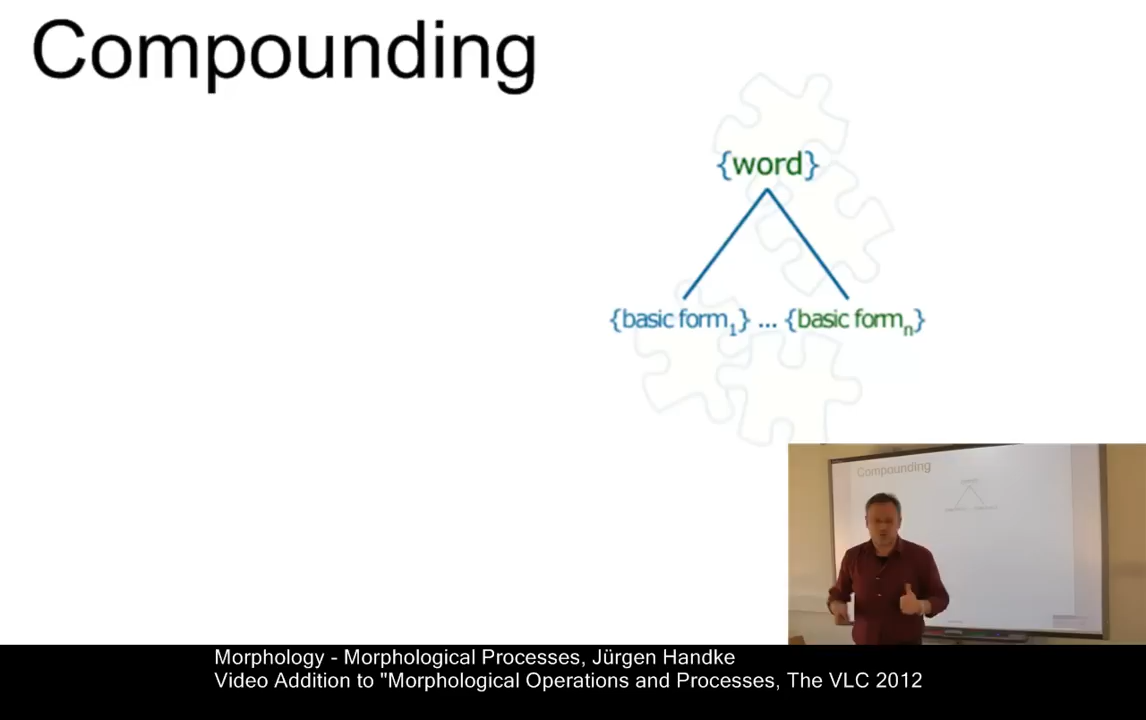 Compounding
{word}
{basic form1} ... {basic formn}
Compounding
Morphology - Morphological Processes, Jürgen Handke
Video Addition to "Morphological Operations and Processes, The VLC 2012